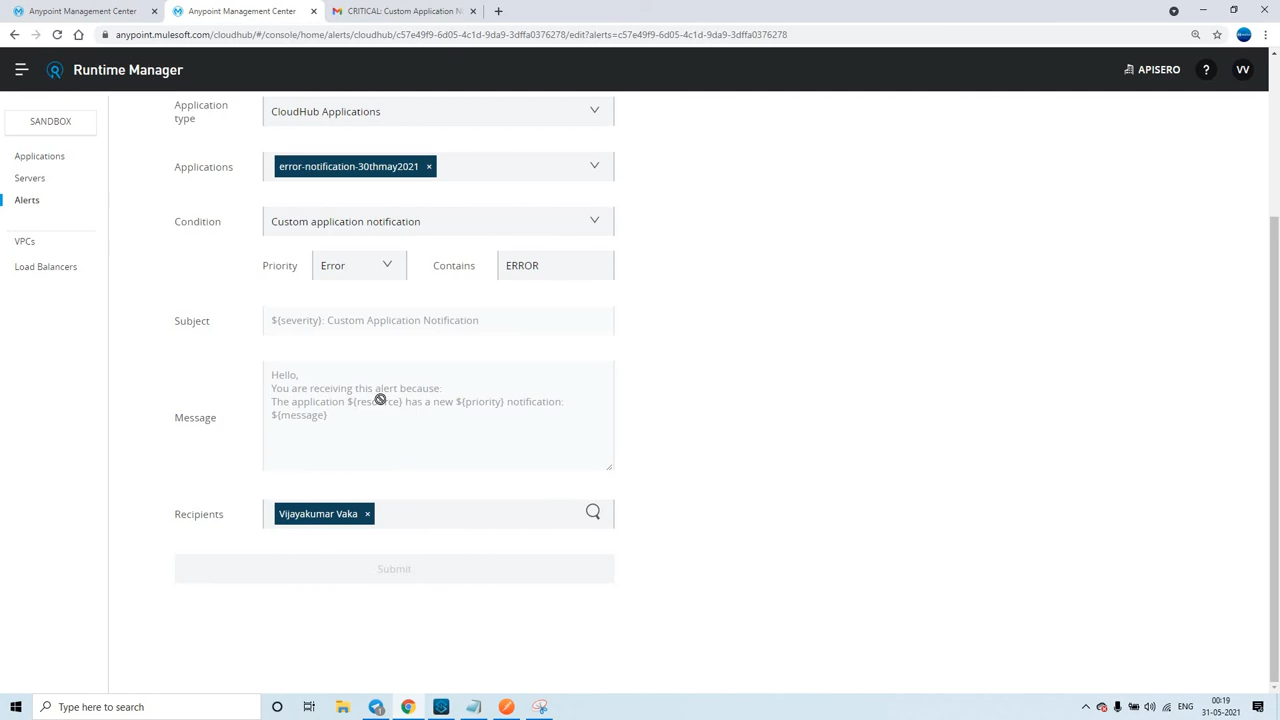 Anypoint Management Center
Anypoint Management Center
CRITICAL: Custom Application N
anypoint.mulesoft.com/cloudhub/#/console/home/alerts/cloudhub/c57e49f9-6d05-4c1d-9da9-3dffa0376278/edit?alerts=c57e49f9-6d05-4c1d-9da9-3dffa0376278
Runtime Manager
APISERO
?
VV
SANDBOX
Applications
Servers
Alerts
VPCs
Load Balancers
Application type
CloudHub Applications
Applications
error-notification-30thmay2021 ×
Condition
Custom application notification
Priority
Error
Contains
ERROR
Subject
${severity}: Custom Application Notification
Message
Hello,
You are receiving this alert because:
The application ${resource} has a new ${priority} notification:
${message}
Recipients
Vijayakumar Vaka ×
Submit
Type here to search
ENG
00:19
31-05-2021